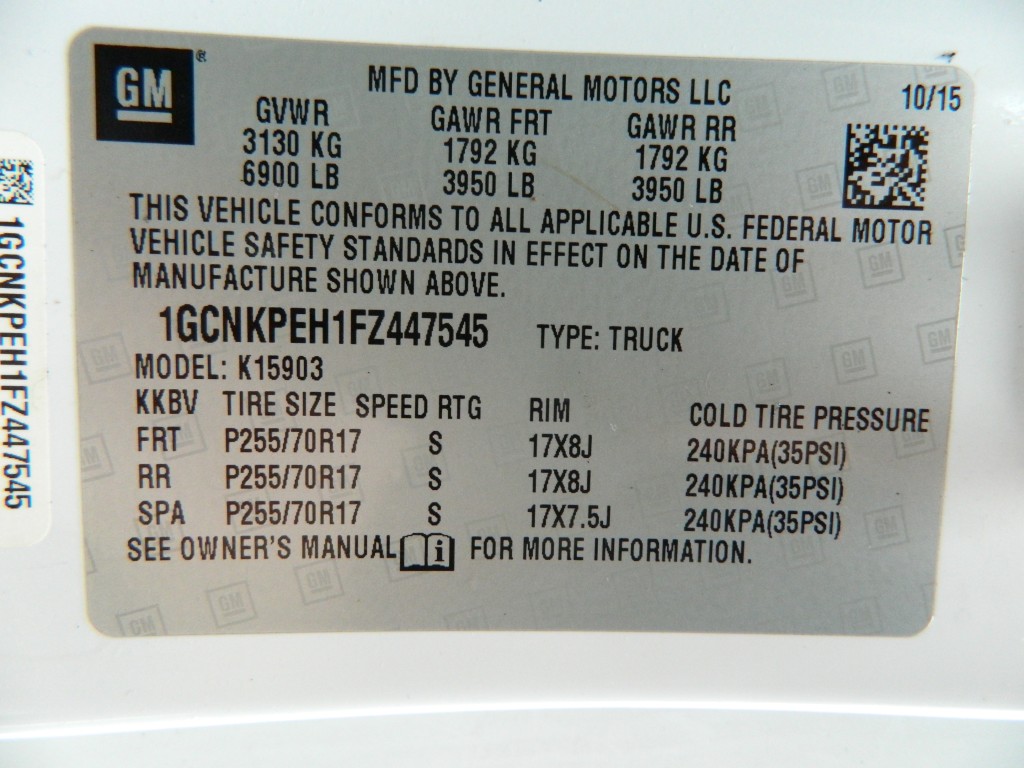 GM ®
MFD BY GENERAL MOTORS LLC
10/15
GVWR GAWR FRT GAWR RR
3130 KG 1792 KG 1792 KG
6900 LB 3950 LB 3950 LB
THIS VEHICLE CONFORMS TO ALL APPLICABLE U.S. FEDERAL MOTOR
VEHICLE SAFETY STANDARDS IN EFFECT ON THE DATE OF
MANUFACTURE SHOWN ABOVE.
1GCNKPEH1FZ447545 TYPE: TRUCK
MODEL: K15903
KKBV TIRE SIZE SPEED RTG RIM COLD TIRE PRESSURE
FRT P255/70R17 S 17X8J 240KPA(35PSI)
RR P255/70R17 S 17X8J 240KPA(35PSI)
SPA P255/70R17 S 17X7.5J 240KPA(35PSI)
SEE OWNER'S MANUAL i FOR MORE INFORMATION.
1GCNKPEH1FZ447545